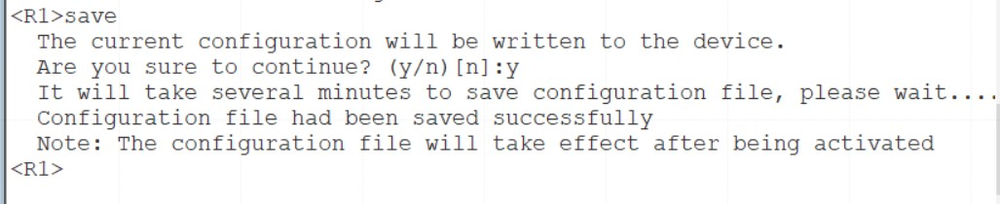 <R1>save
The current configuration will be written to the device.
Are you sure to continue? (y/n)[n]:y
It will take several minutes to save configuration file, please wait....
Configuration file had been saved successfully
Note: The configuration file will take effect after being activated
<R1>